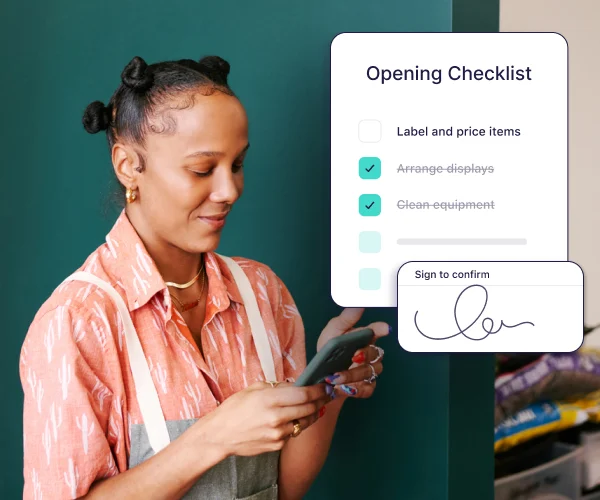 Opening Checklist
Label and price items
Arrange displays
Clean equipment
Sign to confirm